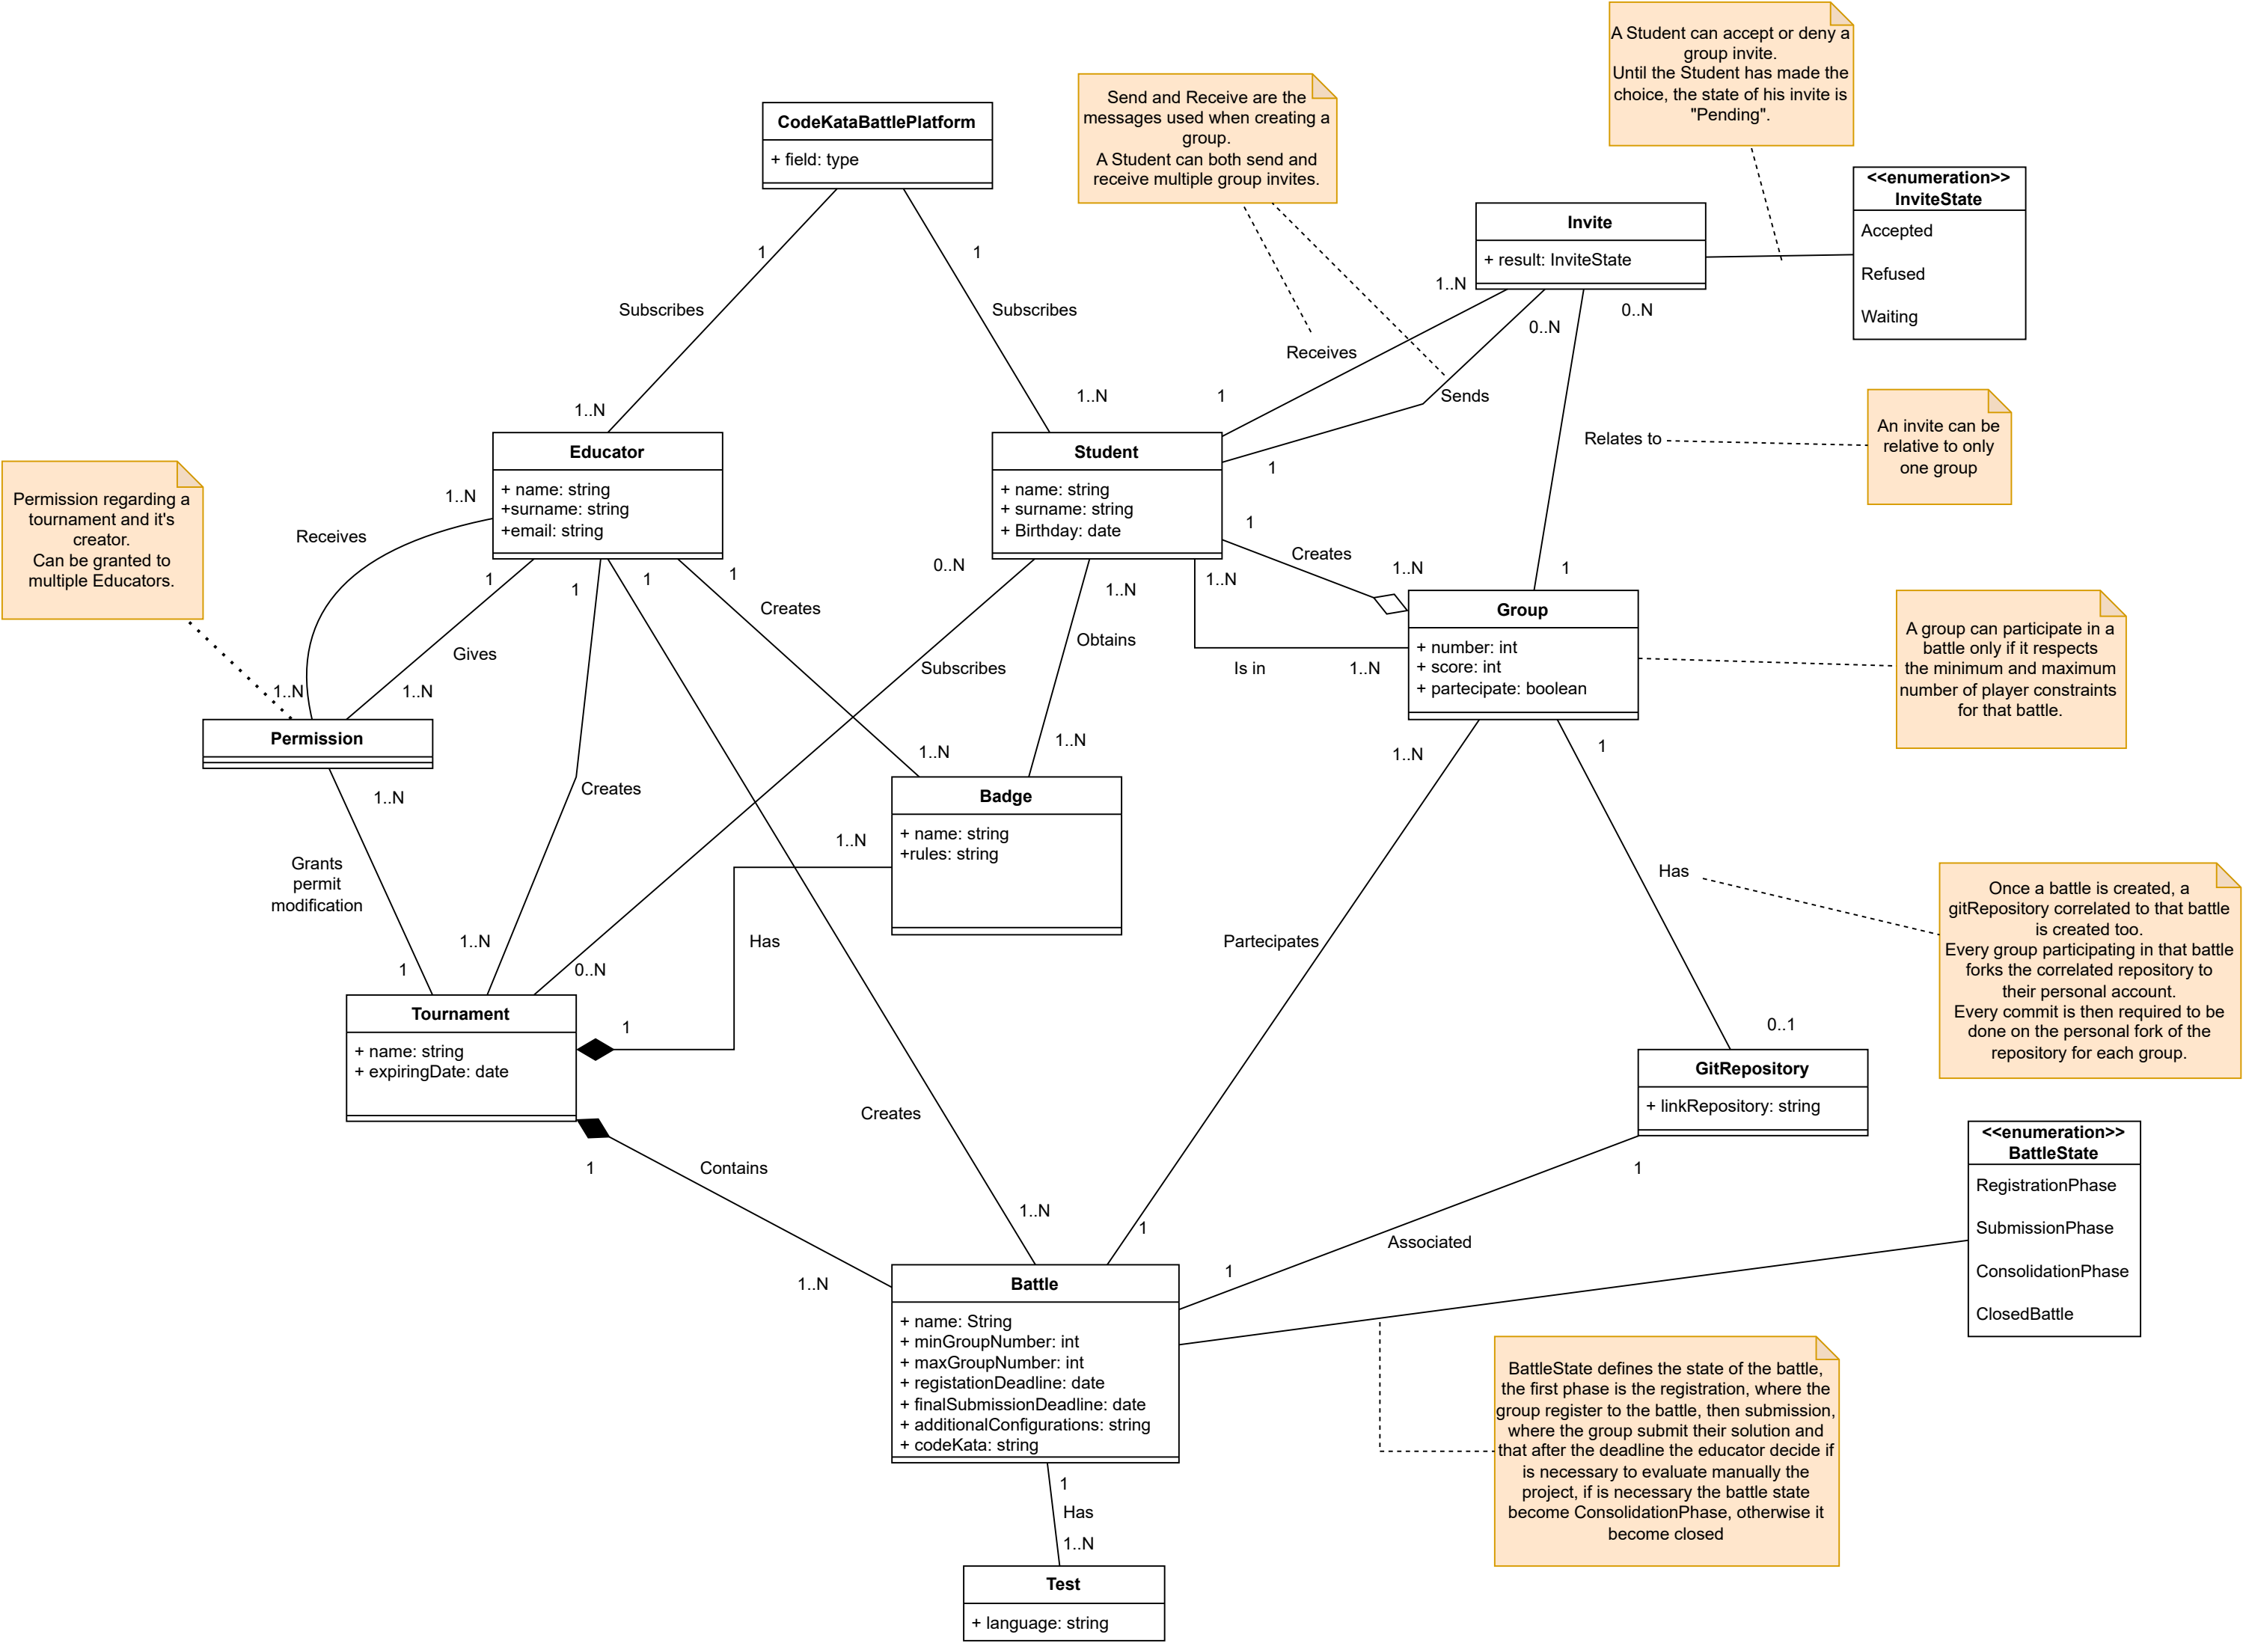 A Student can accept or deny a
group invite.
Until the Student has made the
choice, the state of his invite is
"Pending".
Send and Receive are the
messages used when creating a
group.
A Student can both send and
receive multiple group invites.
CodeKataBattlePlatform
+ field: type
<<enumeration>>
InviteState
Accepted
Refused
Waiting
Invite
+ result: InviteState
1
1
Subscribes
Subscribes
1..N
0..N
0..N
Receives
1
Sends
1..N
1..N
An invite can be
relative to only
one group
Relates to
Educator
+ name: string
+surname: string
+email: string
Student
+ name: string
+ surname: string
+ Birthday: date
1
Permission regarding a
tournament and it's
creator.
Can be granted to
multiple Educators.
1..N
Receives
1
Creates
1..N
1
1
1
1
1
0..N
1..N
1..N
Creates
Gives
Subscribes
Obtains
Is in
1..N
Group
+ number: int
+ score: int
+ partecipate: boolean
A group can participate in a
battle only if it respects
the minimum and maximum
number of player constraints
for that battle.
1..N
1..N
Permission
1..N
1..N
1..N
1
1..N
Creates
Badge
+ name: string
+rules: string
1..N
Grants
permit
modification
Has
Has
Partecipates
Once a battle is created, a
gitRepository correlated to that battle
is created too.
Every group participating in that battle
forks the correlated repository to
their personal account.
Every commit is then required to be
done on the personal fork of the
repository for each group.
1
1..N
0..N
Tournament
+ name: string
+ expiringDate: date
1
0..1
GitRepository
+ linkRepository: string
1
Contains
Creates
1
<<enumeration>>
BattleState
RegistrationPhase
SubmissionPhase
ConsolidationPhase
ClosedBattle
1..N
1
Associated
1
1..N
Battle
+ name: String
+ minGroupNumber: int
+ maxGroupNumber: int
+ registationDeadline: date
+ finalSubmissionDeadline: date
+ additionalConfigurations: string
+ codeKata: string
BattleState defines the state of the battle,
the first phase is the registration, where the
group register to the battle, then submission,
where the group submit their solution and
that after the deadline the educator decide if
is necessary to evaluate manually the
project, if is necessary the battle state
become ConsolidationPhase, otherwise it
become closed
1
Has
1..N
Test
+ language: string